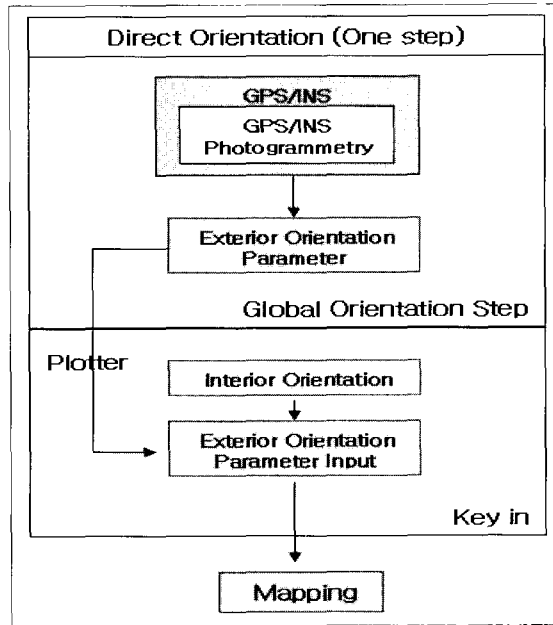 Direct Orientation (One step)
GPS/INS
GPS/INS
Photogrammetry
Exterior Orientation
Parameter
Global Orientation Step
Plotter
Interior Orientation
Exterior Orientation
Parameter Input
Key in
Mapping